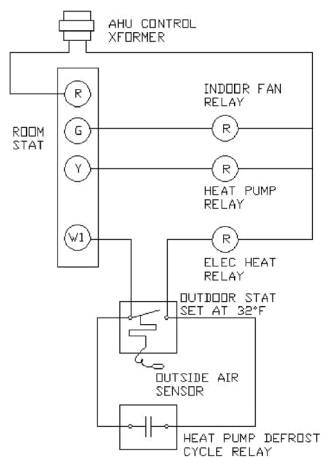 AHU CONTROL
XFORMER
R
INDOOR FAN
RELAY
ROOM
STAT
G
R
Y
R
HEAT PUMP
RELAY
W1
R
ELEC HEAT
RELAY
OUTDOOR STAT
SET AT 32°F
OUTSIDE AIR
SENSOR
HEAT PUMP DEFROST
CYCLE RELAY